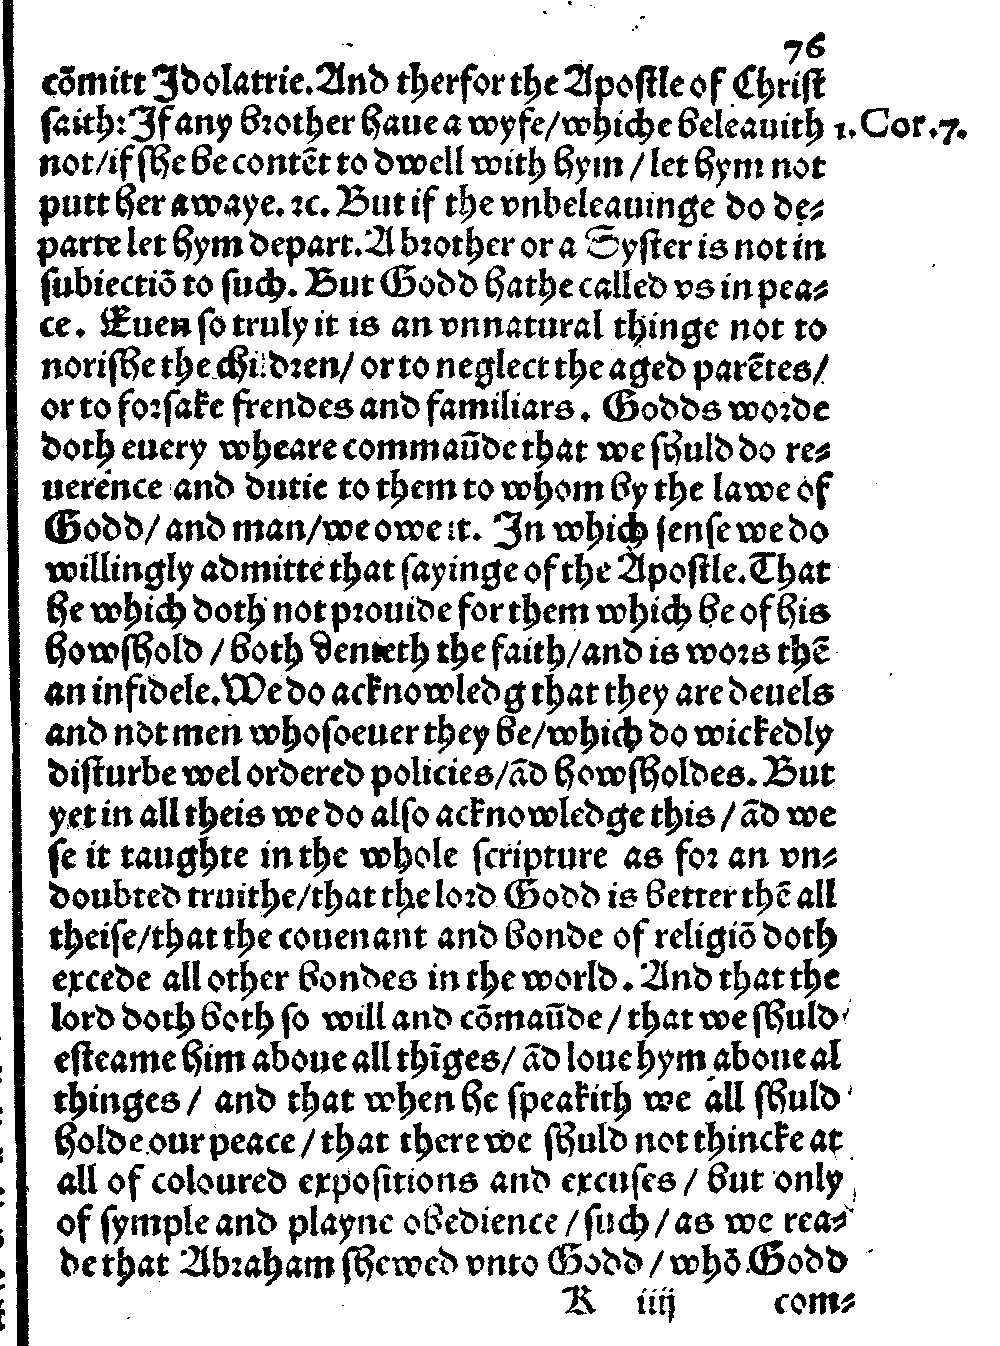 76
cōmitt Idolatrie. And therfor the Apostle of Christ
saith: If any brother haue a wyfe/ whiche beleauith 1. Cor. 7.
not/ if she be contēt to dwell with hym / let hym not
putt her awaye. ⁊c. But if the vnbeleauinge do de⸗
parte let hym depart. A brother or a Syster is not in
subiectiō to such. But Godd hathe called vs in pea⸗
ce. Euen so truly it is an vnnatural thinge not to
norishe the children/ or to neglect the aged parētes/
or to forsake frendes and familiars. Godds worde
doth euery wheare commaūde that we shuld do re⸗
uerence and dutie to them to whom by the lawe of
Godd/ and man/ we owe it. In which sense we do
willingly admitte that sayinge of the Apostle. That
he which doth not prouide for them which be of his
howshold / both denieth the faith/ and is wors thē
an infidele. We do acknowledg that they are deuels
and not men whosoeuer they be/ which do wickedly
disturbe wel ordered policies/ ād howsholdes. But
yet in all theis we do also acknowledge this / ād we
se it taughte in the whole scripture as for an vn⸗
doubted truithe/ that the lord Godd is better thē all
theise/ that the couenant and bonde of religiō doth
excede all other bondes in the world. And that the
lord doth both so will and cōmaūde / that we shuld
esteame him aboue all thīges/ ād loue hym aboue al
thinges / and that when he speakith we all shuld
holde our peace / that there we shuld not thincke at
all of coloured expositions and excuses / but only
of symple and playne obedience / such / as we rea⸗
de that Abraham shewed vnto Godd / whō Godd
K iiij com⸗